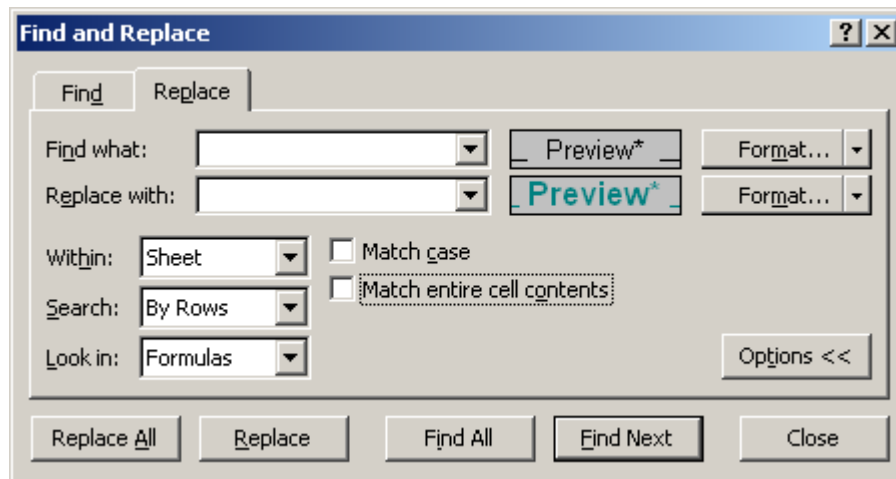 Find and Replace
Find Replace
Find what: Preview* Format...
Replace with: Preview* Format...
Within: Sheet Match case
Match entire cell contents
Search: By Rows
Look in: Formulas Options <<
Replace All Replace Find All Find Next Close